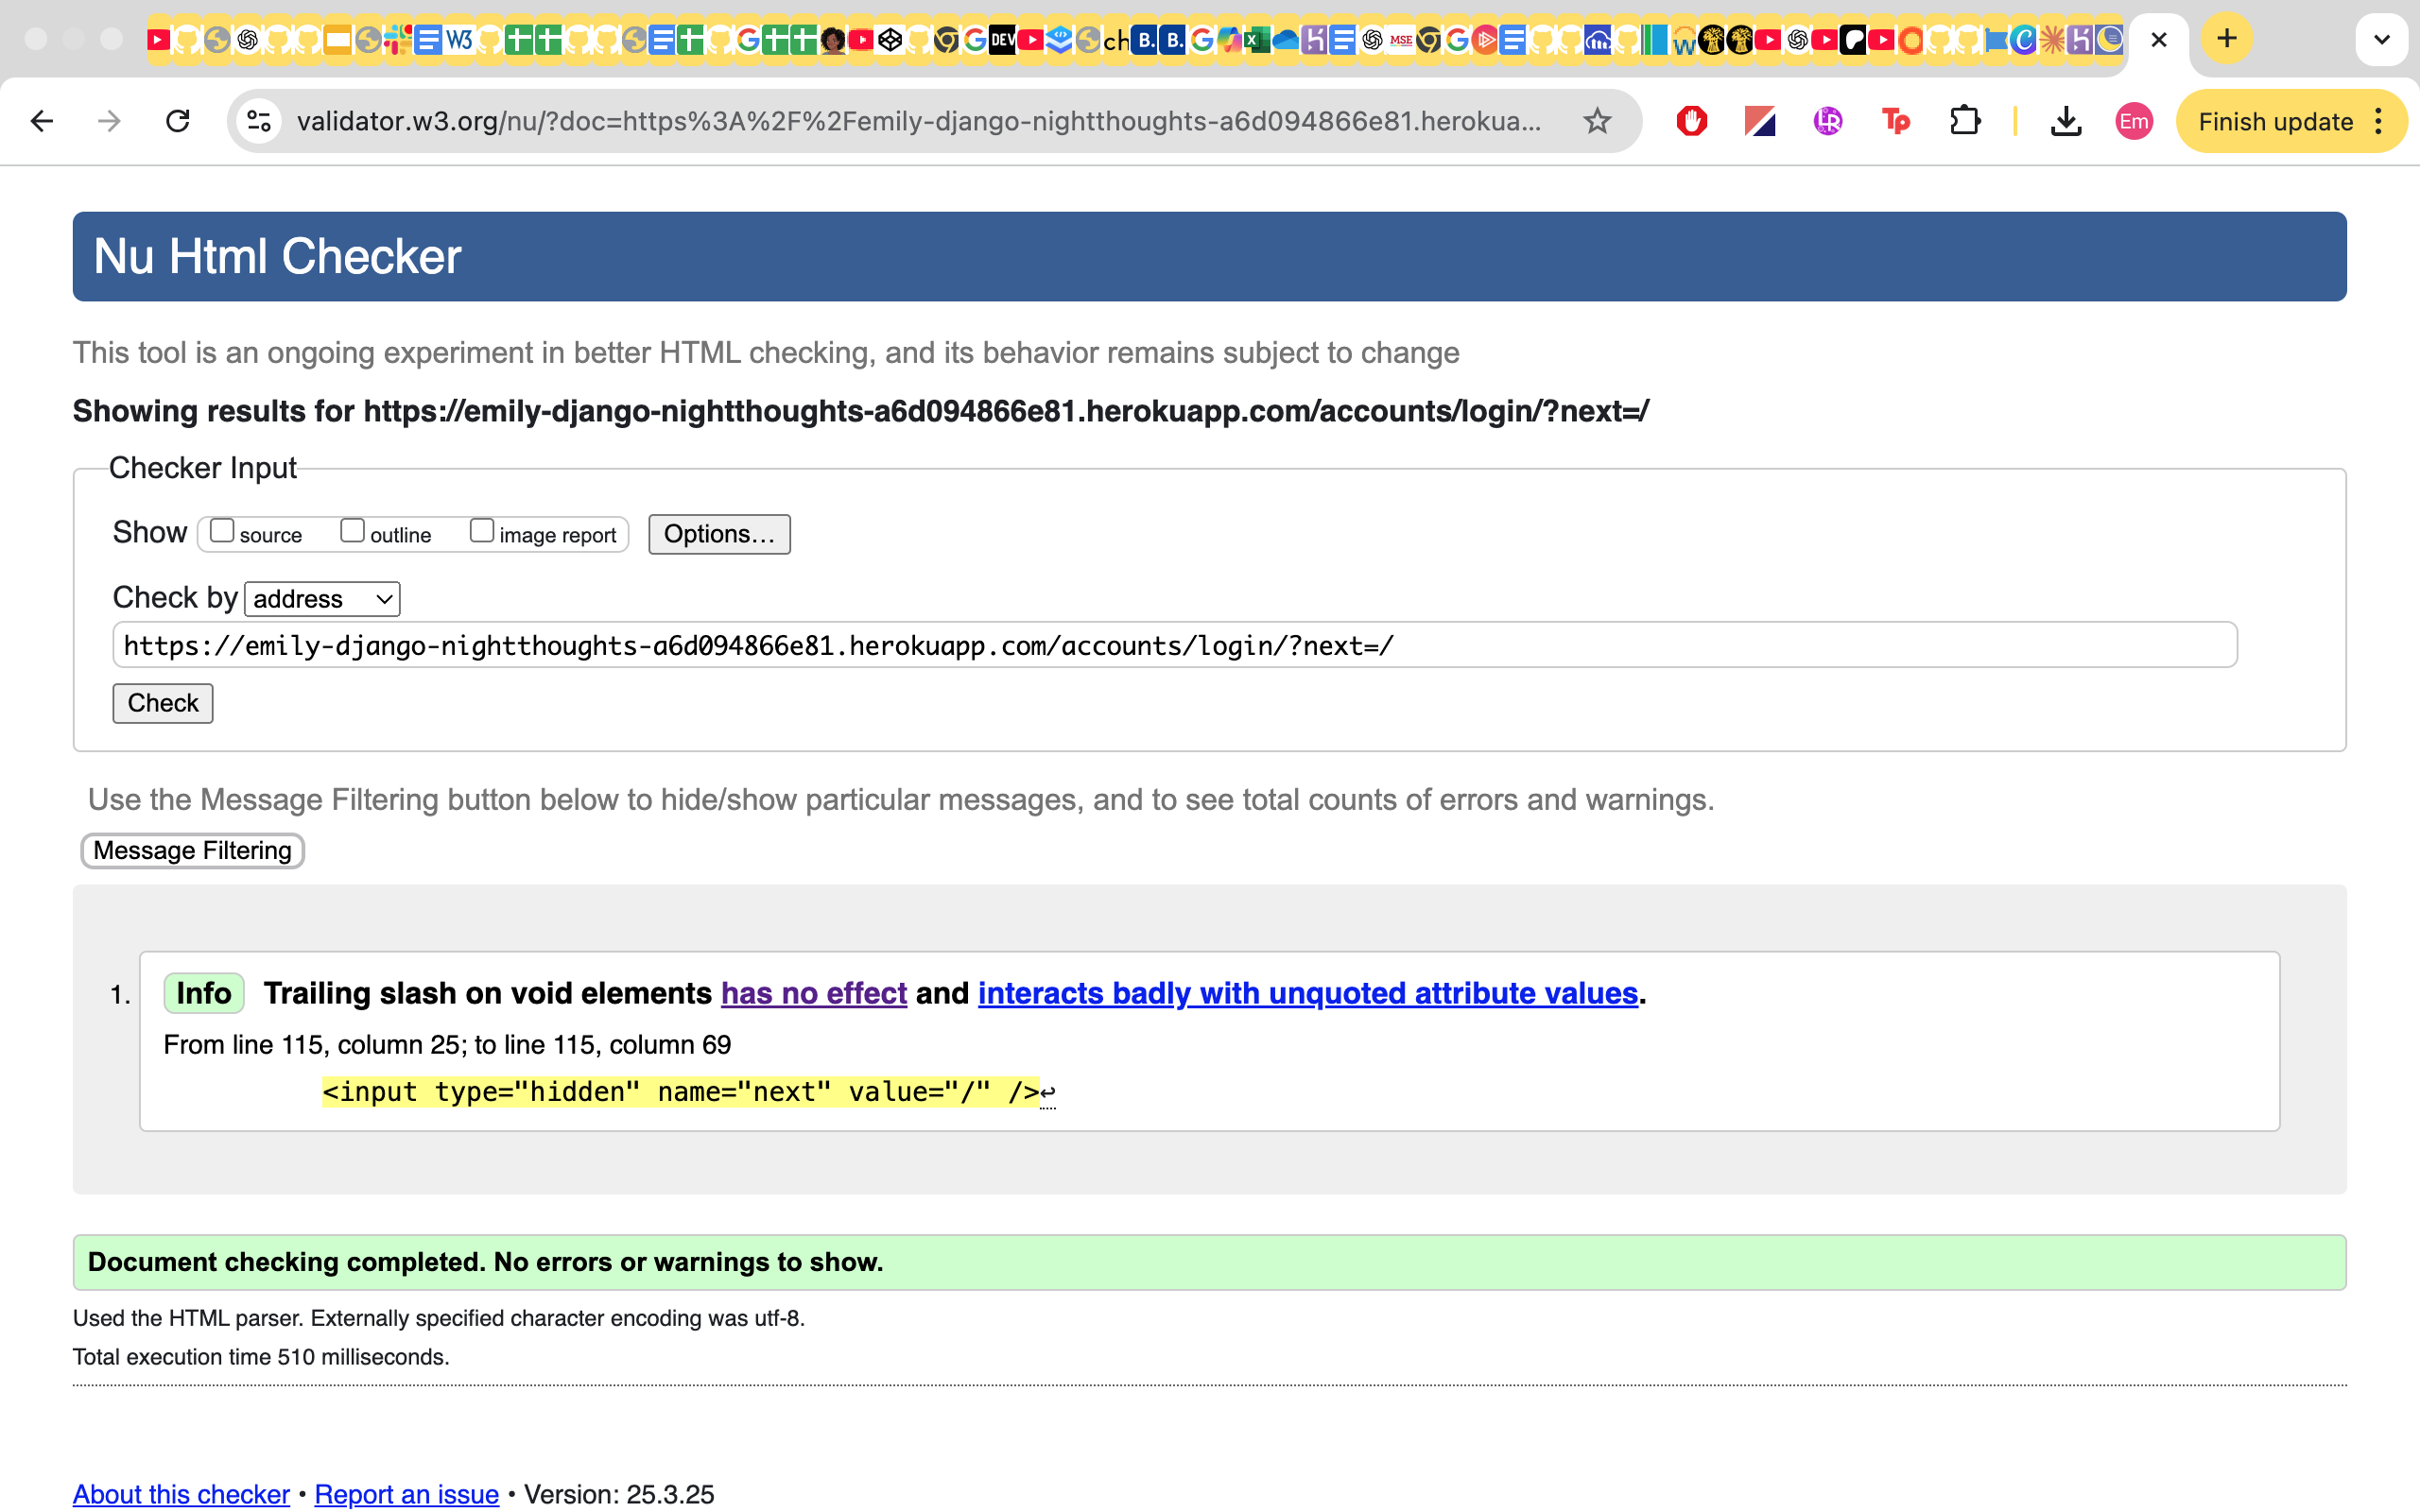 W3
DEV
ch
B.
B.
MSE
validator.w3.org/nu/?doc=https%3A%2F%2Femily-django-nightthoughts-a6d094866e81.herokua...
Tp
Em
Finish update
Nu Html Checker
This tool is an ongoing experiment in better HTML checking, and its behavior remains subject to change
Showing results for https://emily-django-nightthoughts-a6d094866e81.herokuapp.com/accounts/login/?next=/
Checker Input
Show source outline image report Options...
Check by address
https://emily-django-nightthoughts-a6d094866e81.herokuapp.com/accounts/login/?next=/
Check
Use the Message Filtering button below to hide/show particular messages, and to see total counts of errors and warnings.
Message Filtering
1. Info Trailing slash on void elements has no effect and interacts badly with unquoted attribute values.
From line 115, column 25; to line 115, column 69
<input type="hidden" name="next" value="/" />↩
Document checking completed. No errors or warnings to show.
Used the HTML parser. Externally specified character encoding was utf-8.
Total execution time 510 milliseconds.
About this checker • Report an issue • Version: 25.3.25